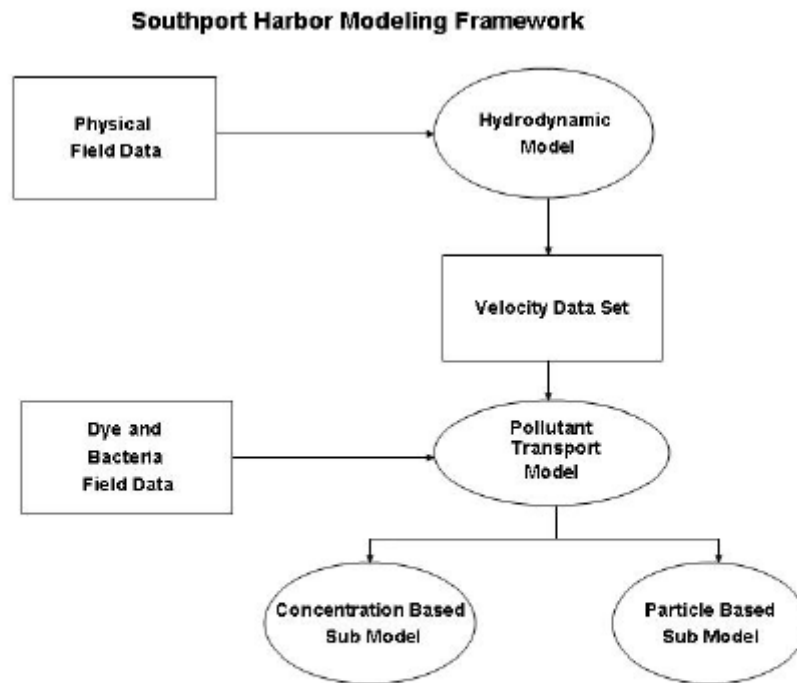 Southport Harbor Modeling Framework
Physical
Field Data
Hydrodynamic
Model
Velocity Data Set
Dye and
Bacteria
Field Data
Pollutant
Transport
Model
Concentration Based
Sub Model
Particle Based
Sub Model